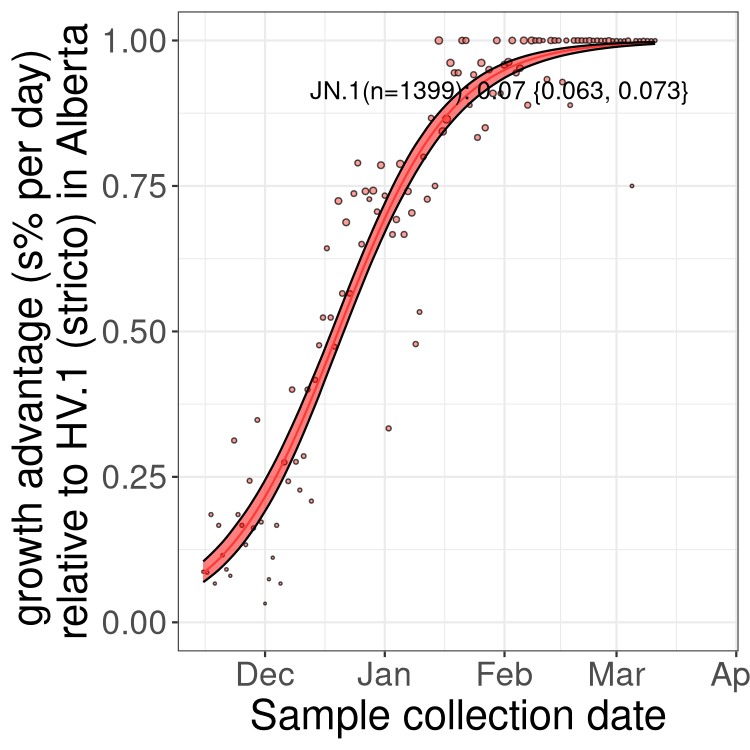 growth advantage (s% per day)
relative to HV.1 (stricto) in Alberta
1.00
0.75
0.50
0.25
0.00
JN.1(n=1399): 0.07 {0.063, 0.073}
Dec Jan Feb Mar Ap
Sample collection date